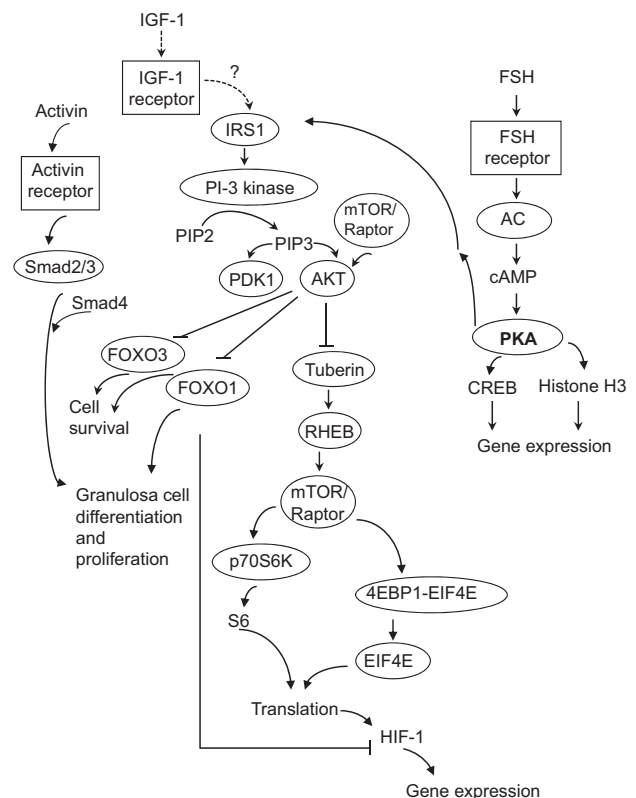 IGF-1
IGF-1
receptor
?
IRS1
PI-3 kinase
PIP2
PIP3
mTOR/
Raptor
PDK1
AKT
Activin
Activin
receptor
Smad2/3
Smad4
FOXO3
FOXO1
Cell
survival
Granulosa cell
differentiation
and
proliferation
Tuberin
RHEB
mTOR/
Raptor
p70S6K
S6
4EBP1-EIF4E
EIF4E
Translation
HIF-1
Gene expression
FSH
FSH
receptor
AC
cAMP
PKA
CREB
Histone H3
Gene expression